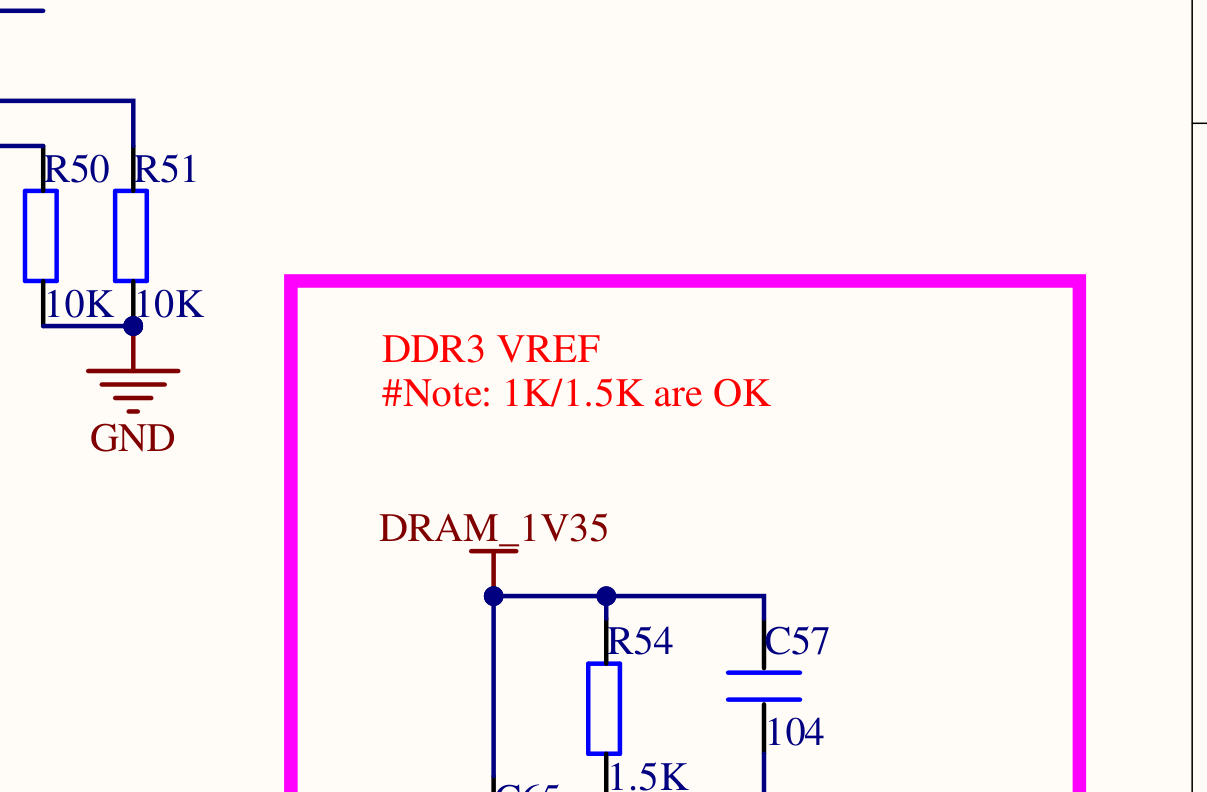 R50 R51
10K 10K
GND
DDR3 VREF
#Note: 1K/1.5K are OK
DRAM_1V35
R54 C57
104
1.5K
C65